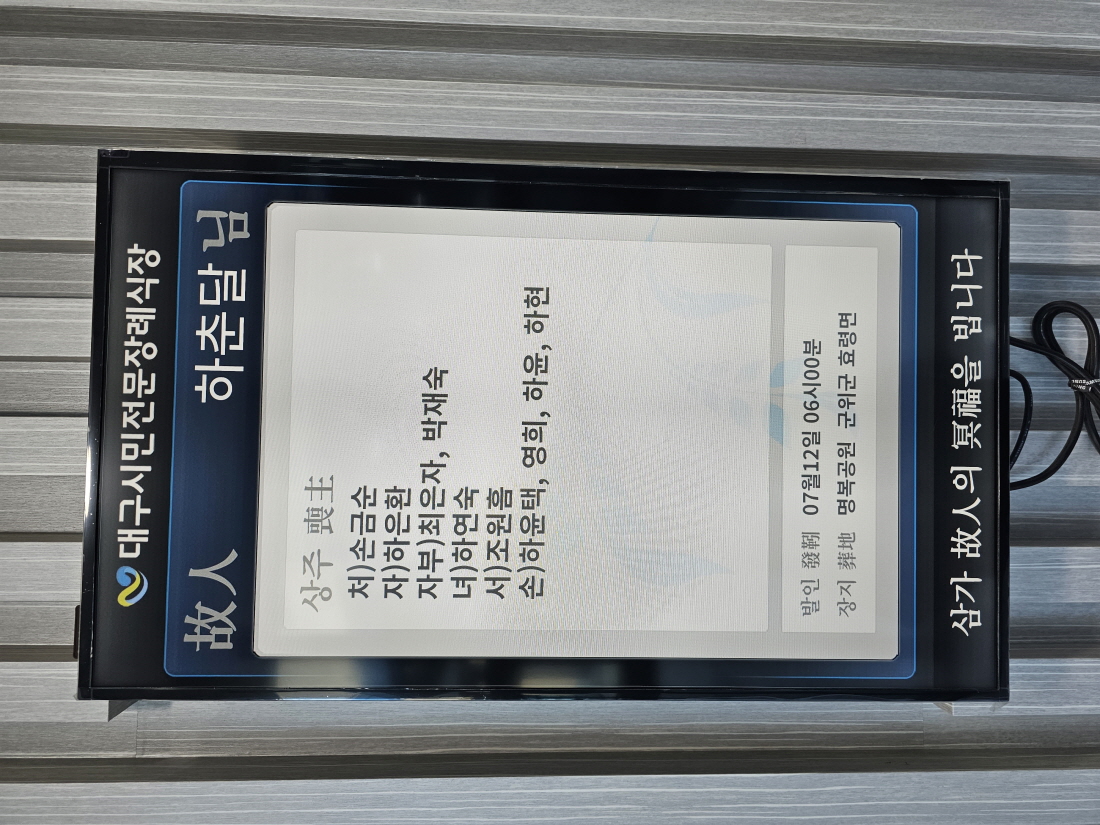 대구시민전문장례식장
故人 하춘달 님
상주 喪主
처)손금순
자)하은환
자부)최은자, 박재숙
녀)하연숙
서)조원흠
손)하윤택, 영희, 하윤, 하현
발인 發靷 07월12일 06시00분
장지 葬地 명복공원 군위군 효령면
삼가 故人의 冥福을 빕니다